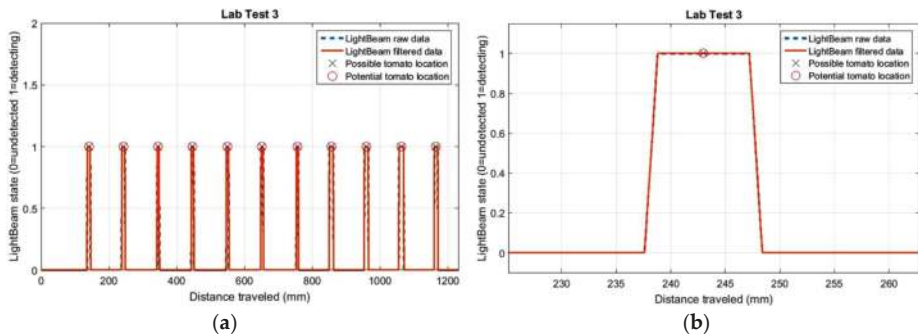 Lab Test 3
LightBeam state (0=undetected 1=detecting)
2
1.5
1
0.5
0
LightBeam raw data
LightBeam filtered data
Possible tomato location
Potential tomato location
0 200 400 600 800 1000 1200
Distance traveled (mm)
(a)
Lab Test 3
LightBeam state (0=undetected 1=detecting)
1
0.8
0.6
0.4
0.2
0
LightBeam raw data
LightBeam filtered data
Possible tomato location
Potential tomato location
230 235 240 245 250 255 260
Distance traveled (mm)
(b)